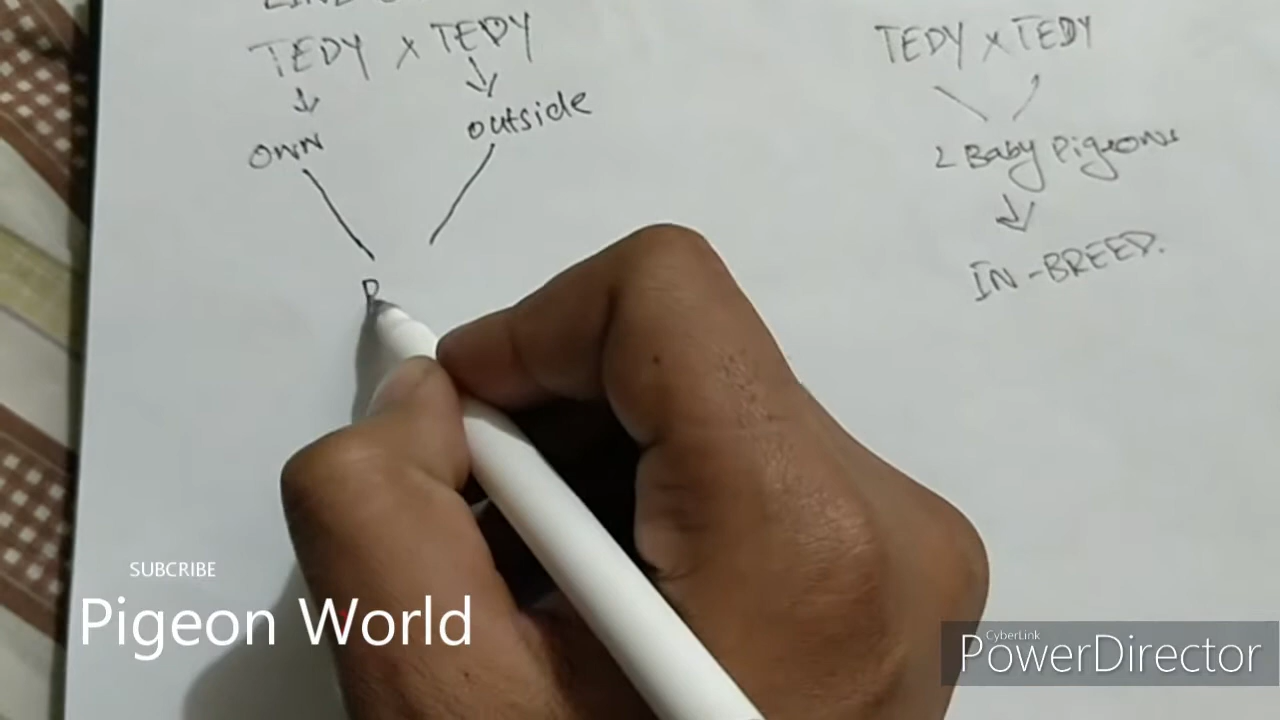 TEDY x TEDY
own
outside
TEDY x TEDY
2 Baby Pigeons
IN-BREED.
SUBCRIBE
Pigeon World
CyberLink
PowerDirector